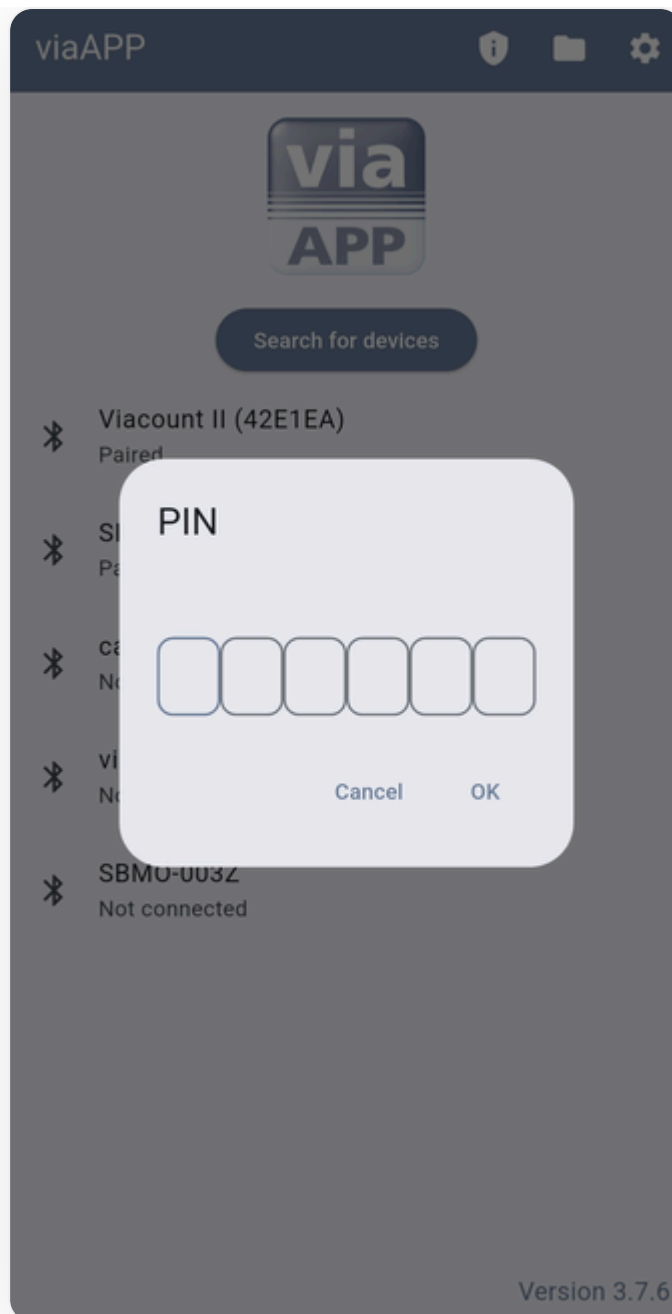 viaAPP
via
APP
Search for devices
Viacount II (42E1EA)
Paired
PIN
Cancel
OK
SBMO-003Z
Not connected
Version 3.7.6